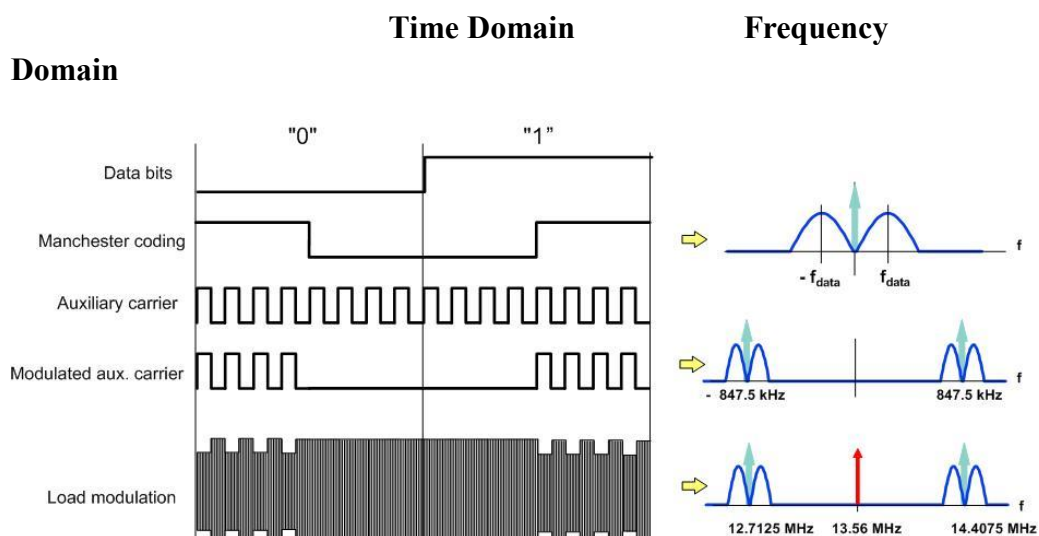 Time Domain Frequency
Domain
"0" "1”
Data bits
Manchester coding
f
- fdata fdata
Auxiliary carrier
Modulated aux. carrier
f
- 847.5 kHz 847.5 kHz
Load modulation
f
12.7125 MHz 13.56 MHz 14.4075 MHz